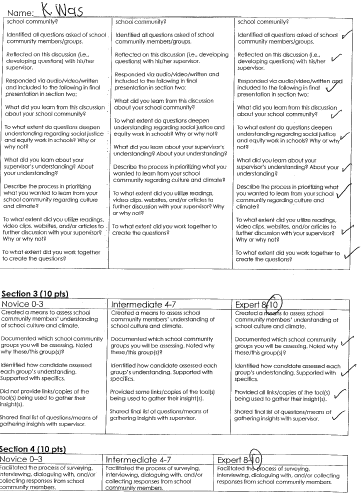 Name: K Was
school community?
Identified all questions asked of school
community members/groups.
Reflected on this discussion (i.e.,
developing questions) with his/her
supervisor.
Responded via audio/video/written
and included to the following in final
presentation in section two:
What did you learn from this discussion
about your school community?
To what extent do questions deepen
understanding regarding social justice
and equity work in schools? Why or
why not?
What did you learn about your
supervisor's understanding? About
your understanding?
Describe the process in prioritizing
what you wanted to learn from your
school community regarding culture
and climate?
To what extent did you utilize readings,
video clips, websites, and/or articles to
further discussion with your supervisor?
Why or why not?
To what extent did you work together
to create the questions?
school community?
Identified all questions asked of school
community members/groups.
Reflected on this discussion (i.e., developing
questions) with his/her supervisor.
Responded via audio/video/written and
included to the following in final
presentation in section two:
What did you learn from this discussion
about your school community?
To what extent do questions deepen
understanding regarding social justice and
equity work in schools? Why or why not?
What did you learn about your supervisor's
understanding? About your understanding?
Describe the process in prioritizing what you
wanted to learn from your school
community regarding culture and climate?
To what extent did you utilize readings,
video clips, websites, and/or articles to
further discussion with your supervisor? Why
or why not?
To what extent did you work together to
create the questions?
school community?
Identified all questions asked of school
community members/groups.
Reflected on this discussion (i.e.,
developing questions) with his/her
supervisor.
Responded via audio/video/written and
included to the following in final
presentation in section two:
What did you learn from this discussion
about your school community?
To what extent do questions deepen
understanding regarding social justice
and equity work in schools? Why or why
not?
What did you learn about your
supervisor's understanding? About your
understanding?
Describe the process in prioritizing what
you wanted to learn from your school
community regarding culture and
climate?
To what extent did you utilize readings,
video clips, websites, and/or articles to
further discussion with your supervisor?
Why or why not?
To what extent did you work together to
create the questions?
Section 3 (10 pts)
Novice 0-3
Intermediate 4-7
Expert 8-10
Created a means to assess school
community members' understanding
of school culture and climate.
Documented which school community
groups you will be assessing. Noted why
these/this group(s)?
Identified how candidate assessed
each group's understanding.
Supported with specifics.
Did not provide links/copies of the
tool(s) being used to gather their
insight(s).
Shared final list of questions/means of
gathering insights with supervisor.
Created a means to assess school
community members' understanding of
school culture and climate.
Documented which school community
groups you will be assessing. Noted why
these/this group(s)?
Identified how candidate assessed each
group's understanding. Supported with
specifics.
Provided some links/copies of the tool(s)
being used to gather their insight(s).
Shared final list of questions/means of
gathering insights with supervisor.
Created a means to assess school
community members' understanding of
school culture and climate.
Documented which school community
groups you will be assessing. Noted why
these/this group(s)?
Identified how candidate assessed each
group's understanding. Supported with
specifics.
Provided all links/copies of the tool(s)
being used to gather their insight(s).
Shared final list of questions/means of
gathering insights with supervisor.
Section 4 (10 pts)
Novice 0-3
Intermediate 4-7
Expert 8-10
Facilitated the process of surveying,
interviewing, dialoguing with, and/or
collecting responses from school
community members.
Facilitated the process of surveying,
interviewing, dialoguing with, and/or
collecting responses from school
community members.
Facilitated the process of surveying,
interviewing, dialoguing with, and/or
collecting responses from school